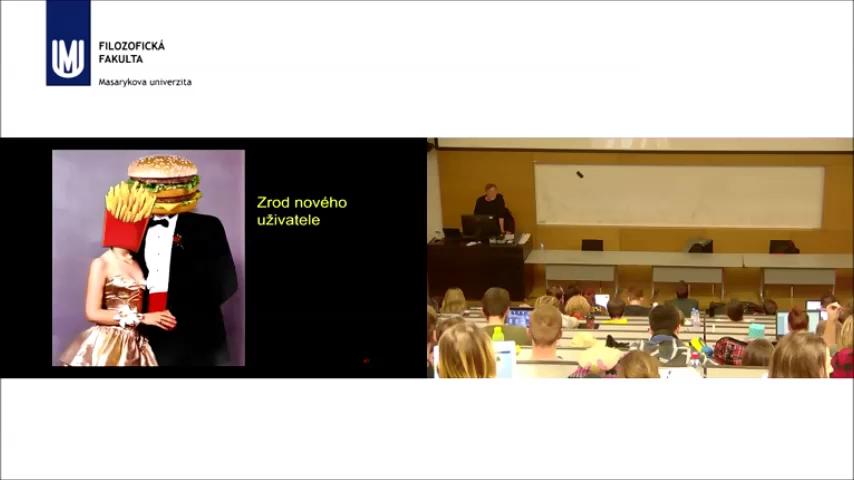 FILOZOFICKÁ
FAKULTA
Masarykova univerzita
Zrod nového
uživatele